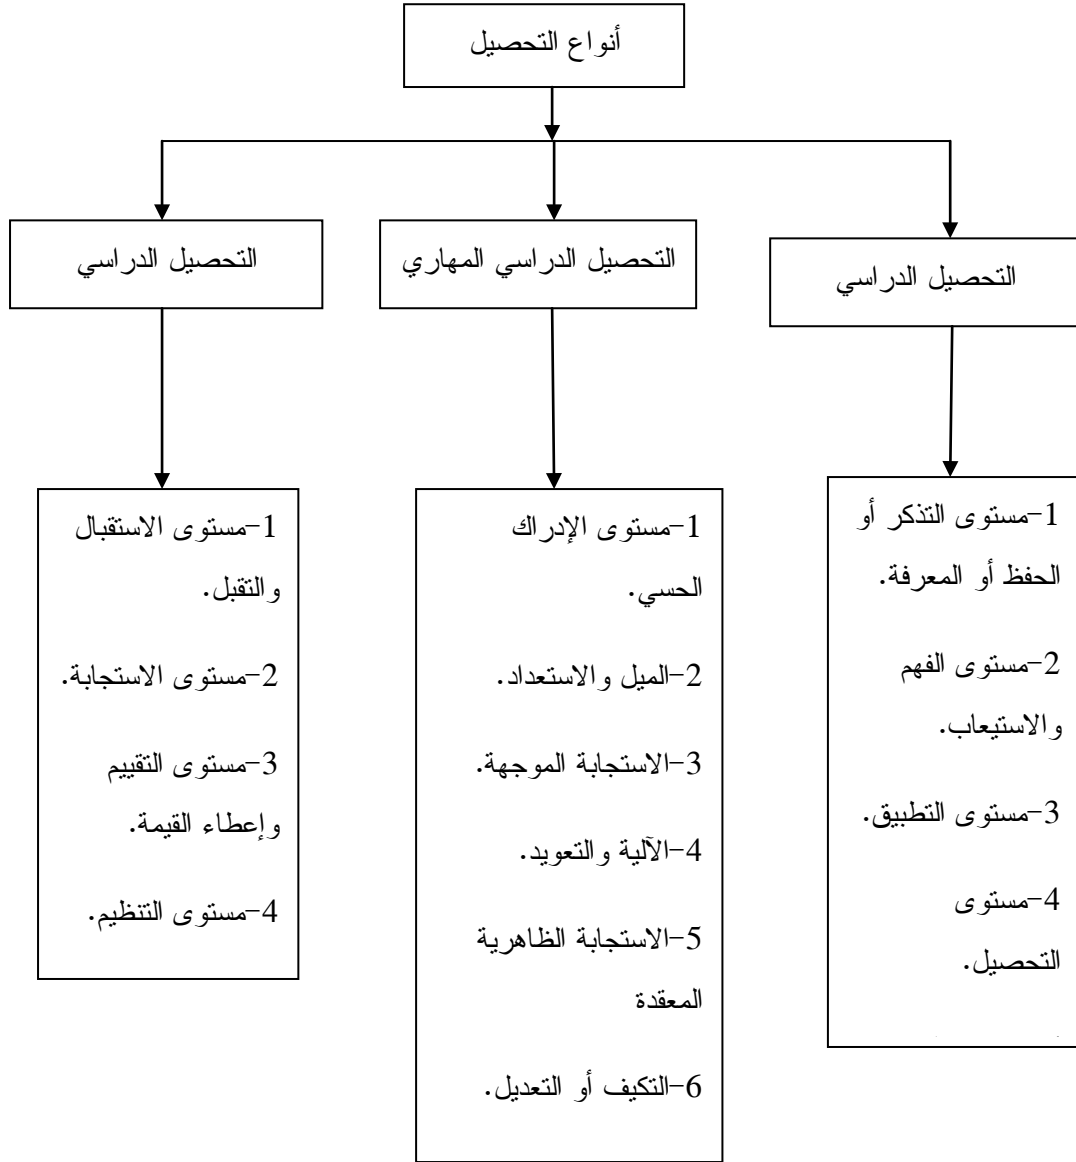 أنواع التحصيل
التحصيل الدراسي
التحصيل الدراسي المهاري
التحصيل الدراسي
1-مستوى التذكر أو
الحفظ أو المعرفة.
2-مستوى الفهم
والاستيعاب.
3-مستوى التطبيق.
4-مستوى
التحصيل.
1-مستوى الإدراك
الحسي.
2-الميل والاستعداد.
3-الاستجابة الموجهة.
4-الآلية والتعويد.
5-الاستجابة الظاهرية
المعقدة
6-التكيف أو التعديل.
1-مستوى الاستقبال
والتقبل.
2-مستوى الاستجابة.
3-مستوى التقييم
وإعطاء القيمة.
4-مستوى التنظيم.